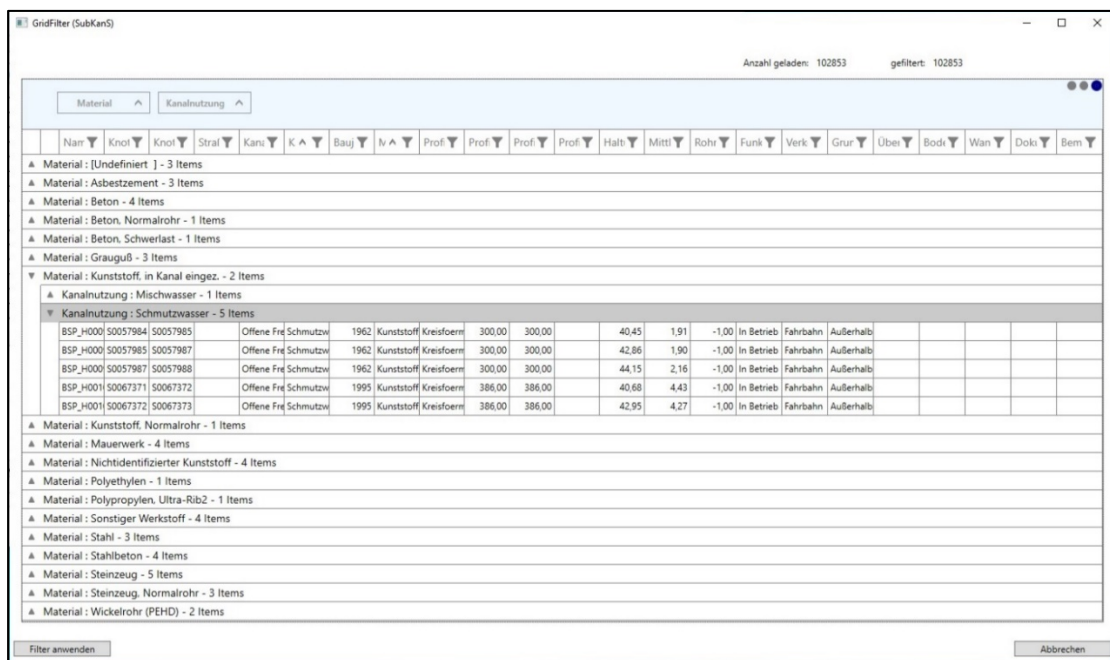 GridFilter (SubKanS)
Anzahl geladen: 102853 gefiltert: 102853
Material Kanalnutzung
Nam Knot Knot Straß Kana K Bauj M Profi Profi Profi Profi Halt Mittl Rohr Funk Verk Grur Über Bode Wan Doku Bem
Material : [Undefiniert ] - 3 Items
Material : Asbestzement - 3 Items
Material : Beton - 4 Items
Material : Beton, Normalrohr - 1 Items
Material : Beton, Schwerlast - 1 Items
Material : Grauguß - 3 Items
Material : Kunststoff, in Kanal eingez. - 2 Items
Kanalnutzung : Mischwasser - 1 Items
Kanalnutzung : Schmutzwasser - 5 Items
BSP_H000 S0057984 S0057985 Offene Fre Schmutzw 1962 Kunststoff Kreisfoerm 300,00 300,00 40,45 1,91 -1,00 In Betrieb Fahrbahn Außerhalb
BSP_H000 S0057985 S0057987 Offene Fre Schmutzw 1962 Kunststoff Kreisfoerm 300,00 300,00 42,86 1,90 -1,00 In Betrieb Fahrbahn Außerhalb
BSP_H000 S0057987 S0057988 Offene Fre Schmutzw 1962 Kunststoff Kreisfoerm 300,00 300,00 44,15 2,16 -1,00 In Betrieb Fahrbahn Außerhalb
BSP_H001 S0067371 S0067372 Offene Fre Schmutzw 1995 Kunststoff Kreisfoerm 386,00 386,00 40,68 4,43 -1,00 In Betrieb Fahrbahn Außerhalb
BSP_H001 S0067372 S0067373 Offene Fre Schmutzw 1995 Kunststoff Kreisfoerm 386,00 386,00 42,95 4,27 -1,00 In Betrieb Fahrbahn Außerhalb
Material : Kunststoff, Normalrohr - 1 Items
Material : Mauerwerk - 4 Items
Material : Nichtidentifizierter Kunststoff - 4 Items
Material : Polyethylen - 1 Items
Material : Polypropylen, Ultra-Rib2 - 1 Items
Material : Sonstiger Werkstoff - 4 Items
Material : Stahl - 3 Items
Material : Stahlbeton - 4 Items
Material : Steinzeug - 5 Items
Material : Steinzeug, Normalrohr - 3 Items
Material : Wickelrohr (PEHD) - 2 Items
Filter anwenden Abbrechen